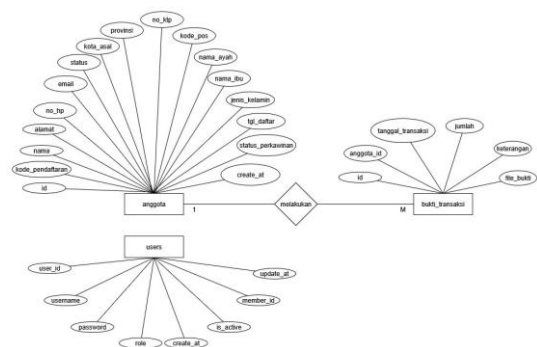 no_ktp
provinsi
kode_pos
kota_asal
nama_ayah
status
nama_ibu
email
jenis_kelamin
no_hp
tgl_daftar
alamat
status_perkawinan
nama
kode_pendaftaran
create_at
id
anggota
1
melakukan
M
bukti_transaksi
tanggal_transaksi
jumlah
anggota_id
keterangan
id
file_bukti
users
user_id
update_at
username
member_id
password
is_active
role
create_at